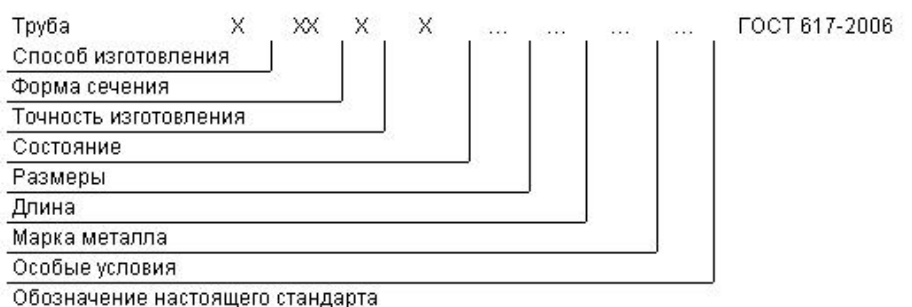 Труба X XX X X ... ... ... ... ГОСТ 617-2006
Способ изготовления
Форма сечения
Точность изготовления
Состояние
Размеры
Длина
Марка металла
Особые условия
Обозначение настоящего стандарта